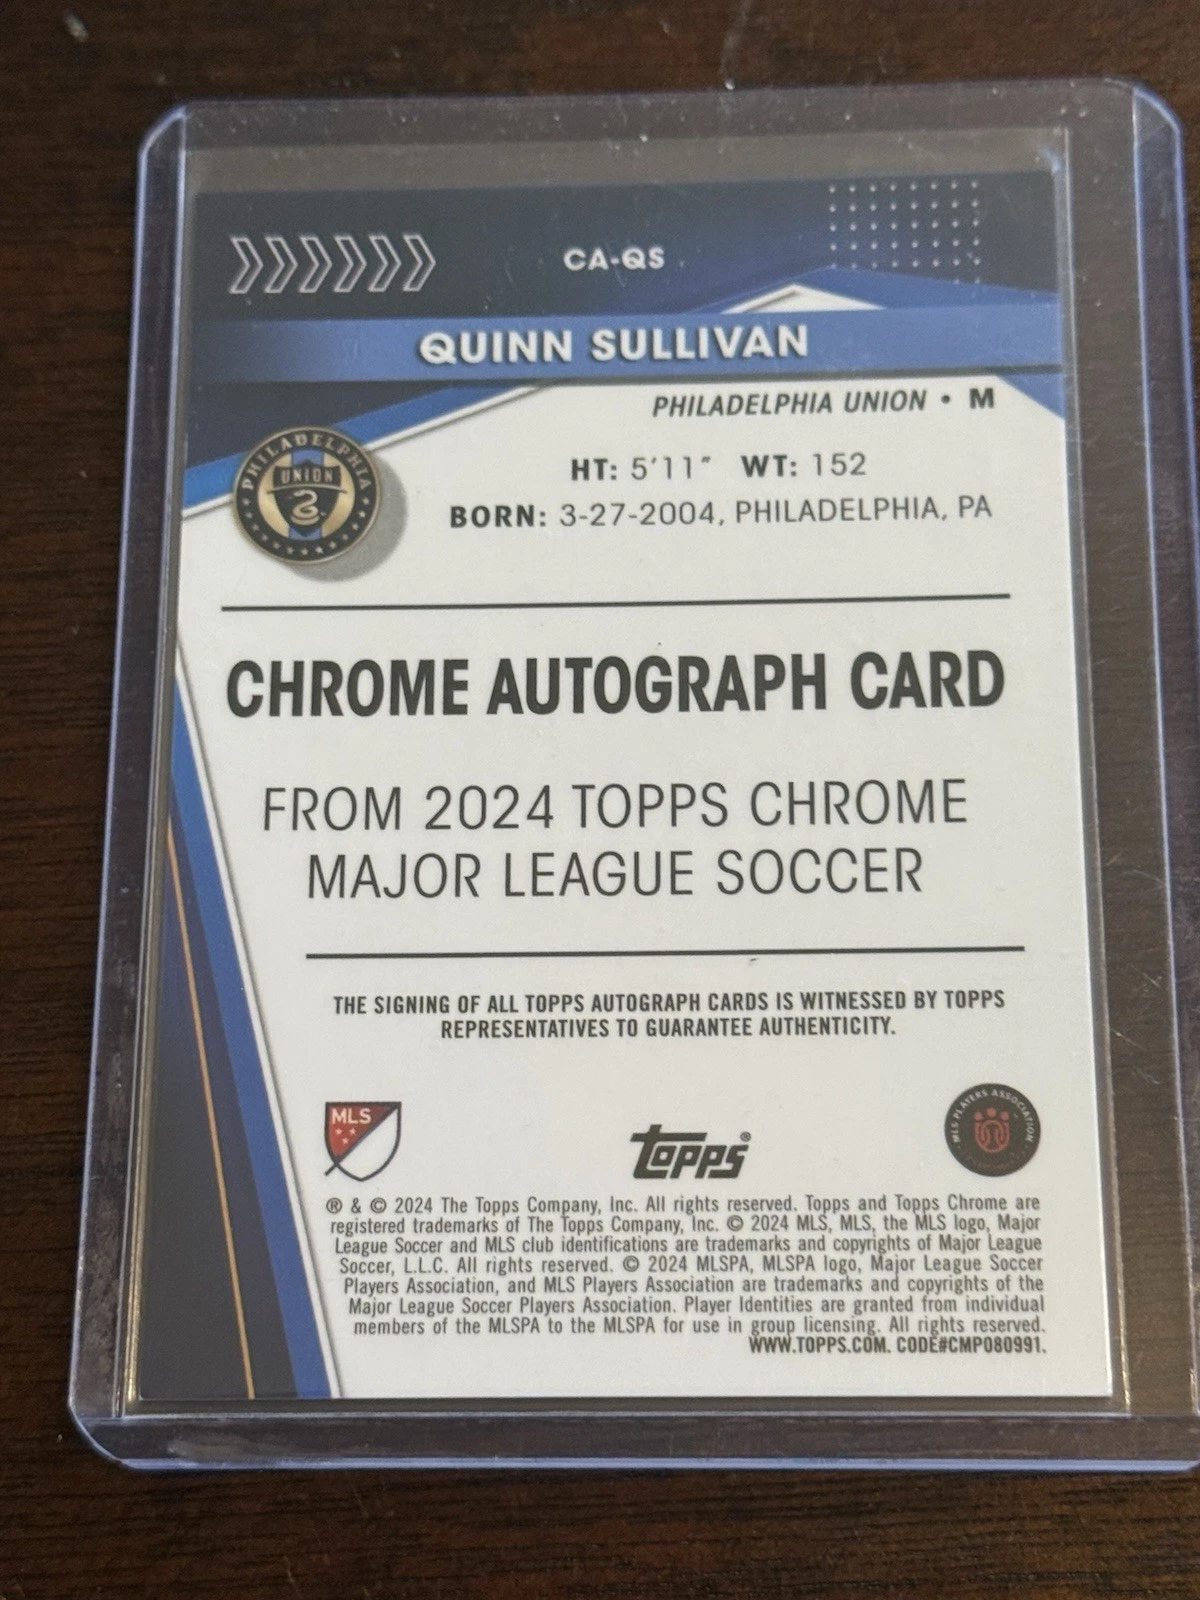 CA-QS
QUINN SULLIVAN
PHILADELPHIA UNION • M
PHILADELPHIA
UNION
HT: 5'11" WT: 152
BORN: 3-27-2004, PHILADELPHIA, PA
CHROME AUTOGRAPH CARD
FROM 2024 TOPPS CHROME
MAJOR LEAGUE SOCCER
THE SIGNING OF ALL TOPPS AUTOGRAPH CARDS IS WITNESSED BY TOPPS
REPRESENTATIVES TO GUARANTEE AUTHENTICITY.
MLS
topps®
MLS PLAYERS ASSOCIATION
® & © 2024 The Topps Company, Inc. All rights reserved. Topps and Topps Chrome are
registered trademarks of The Topps Company, Inc. © 2024 MLS, MLS, the MLS logo, Major
League Soccer and MLS club identifications are trademarks and copyrights of Major League
Soccer, L.L.C. All rights reserved. © 2024 MLSPA, MLSPA logo, Major League Soccer
Players Association, and MLS Players Association are trademarks and copyrights of the
Major League Soccer Players Association. Player Identities are granted from individual
members of the MLSPA to the MLSPA for use in group licensing. All rights reserved.
WWW.TOPPS.COM. CODE#CMP080991.